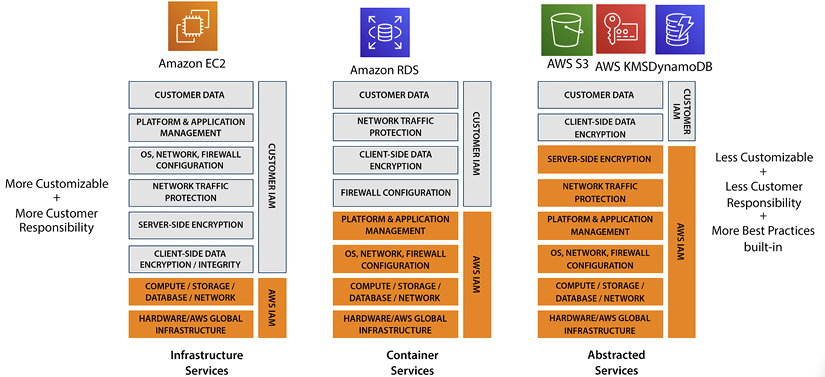 Amazon EC2
CUSTOMER DATA
PLATFORM & APPLICATION
MANAGEMENT
OS, NETWORK, FIREWALL
CONFIGURATION
NETWORK TRAFFIC
PROTECTION
SERVER-SIDE ENCRYPTION
CLIENT-SIDE DATA
ENCRYPTION / INTEGRITY
COMPUTE / STORAGE /
DATABASE / NETWORK
HARDWARE/AWS GLOBAL
INFRASTRUCTURE
CUSTOMER IAM
AWS IAM
Infrastructure
Services
More Customizable
+
More Customer
Responsibility
Amazon RDS
CUSTOMER DATA
NETWORK TRAFFIC
PROTECTION
CLIENT-SIDE DATA
ENCRYPTION
FIREWALL CONFIGURATION
PLATFORM & APPLICATION
MANAGEMENT
OS, NETWORK, FIREWALL
CONFIGURATION
COMPUTE / STORAGE /
DATABASE / NETWORK
HARDWARE/AWS GLOBAL
INFRASTRUCTURE
CUSTOMER IAM
AWS IAM
Container
Services
AWS S3
AWS KMS
DynamoDB
CUSTOMER DATA
CLIENT-SIDE DATA
ENCRYPTION
SERVER-SIDE ENCRYPTION
NETWORK TRAFFIC
PROTECTION
PLATFORM & APPLICATION
MANAGEMENT
OS, NETWORK, FIREWALL
CONFIGURATION
COMPUTE / STORAGE /
DATABASE / NETWORK
HARDWARE/AWS GLOBAL
INFRASTRUCTURE
CUSTOMER
IAM
AWS IAM
Abstracted
Services
Less Customizable
+
Less Customer
Responsibility
+
More Best Practices
built-in